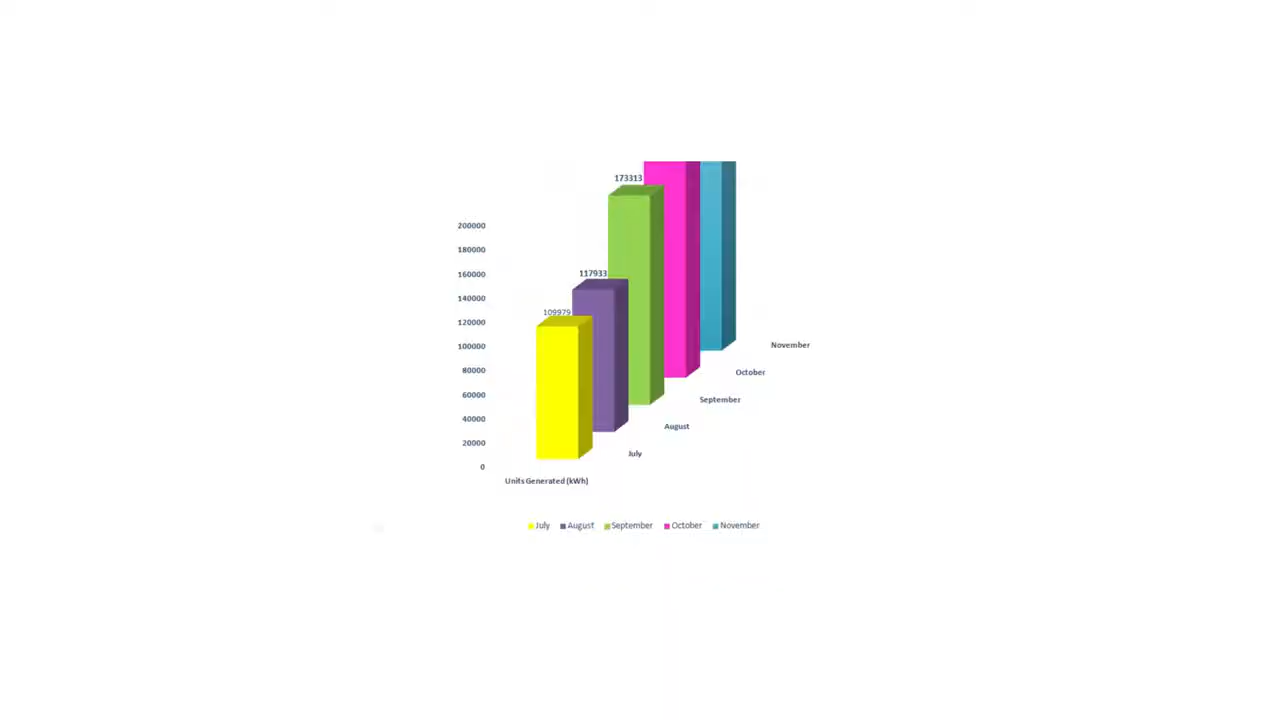 173313
200000
180000
117933
160000
140000
109979
120000
100000
November
80000
October
60000
September
40000
August
20000
July
0
Units Generated (kWh)
July August September October November